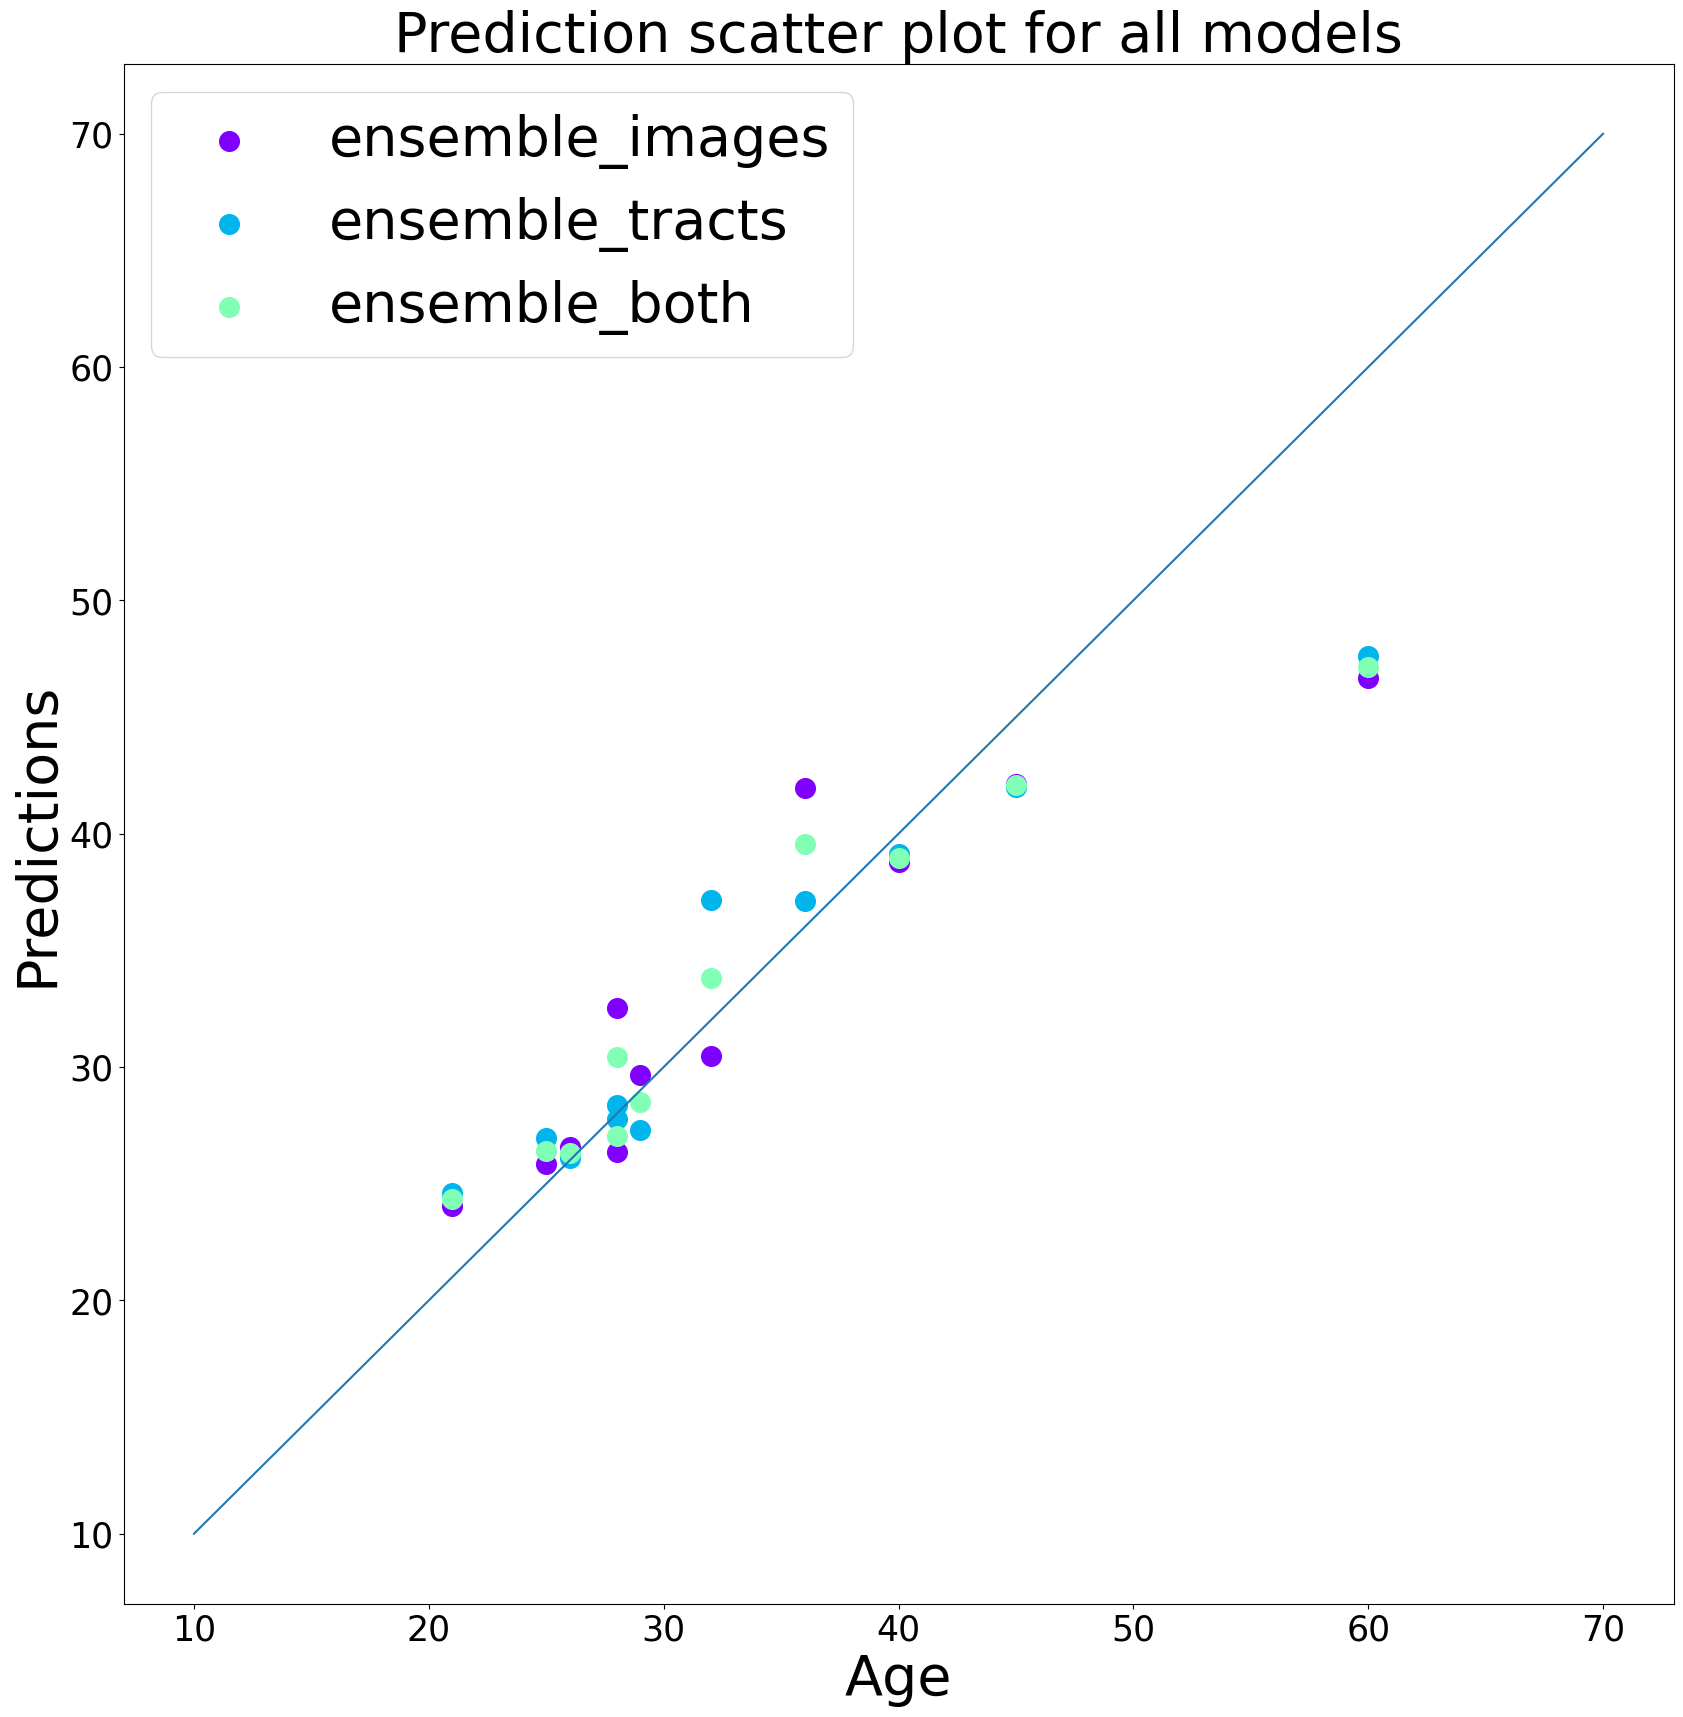 Prediction scatter plot for all models
ensemble_images
ensemble_tracts
ensemble_both
Predictions
70
60
50
40
30
20
10
10 20 30 40 50 60 70
Age